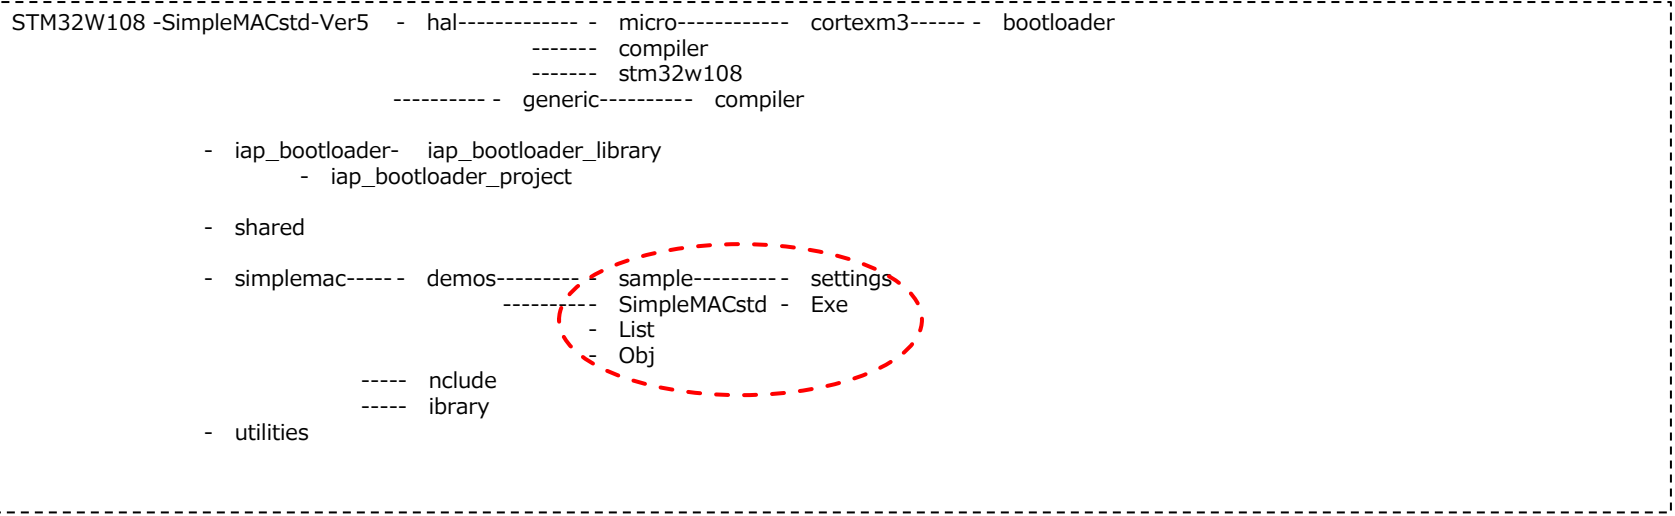 STM32W108 -SimpleMACstd-Ver5 - hal------------- - micro------------ cortexm3------ - bootloader
------- compiler
------- stm32w108
---------- - generic---------- compiler
- iap_bootloader- iap_bootloader_library
- iap_bootloader_project
- shared
- simplemac----- - demos--------- - sample---------- - settings
---------- SimpleMACstd - Exe
- List
- Obj
----- nclude
----- ibrary
- utilities